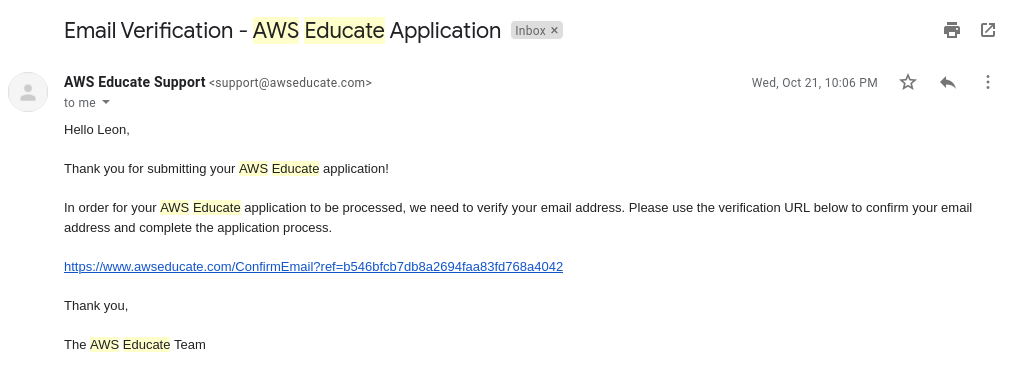 Email Verification - AWS Educate Application Inbox ×
AWS Educate Support <support@awseducate.com> Wed, Oct 21, 10:06 PM
to me
Hello Leon,
Thank you for submitting your AWS Educate application!
In order for your AWS Educate application to be processed, we need to verify your email address. Please use the verification URL below to confirm your email
address and complete the application process.
https://www.awseducate.com/ConfirmEmail?ref=b546bfcb7db8a2694faa83fd768a4042
Thank you,
The AWS Educate Team